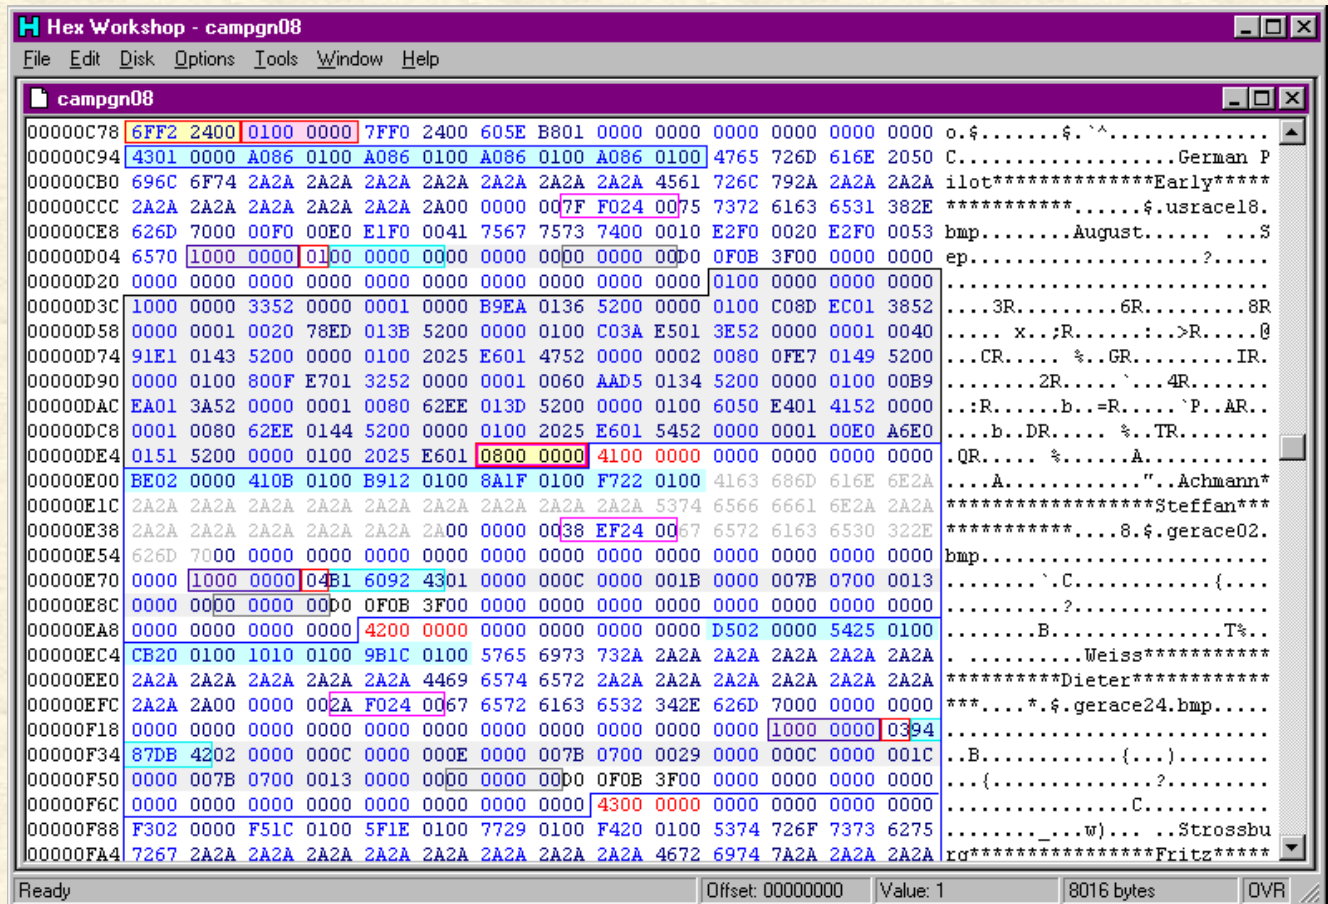 Hex Workshop - campgn08
File Edit Disk Options Tools Window Help
campgn08
00000C78 6FF2 2400 0100 0000 7FF0 2400 605E B801 0000 0000 0000 0000 0000 0000 o.$.......$.`^..............
00000C94 4301 0000 A086 0100 A086 0100 A086 0100 A086 0100 4765 726D 616E 2050 C...................German P
00000CB0 696C 6F74 2A2A 2A2A 2A2A 2A2A 2A2A 2A2A 2A2A 4561 726C 792A 2A2A 2A2A ilot**************Early*****
00000CCC 2A2A 2A2A 2A2A 2A2A 2A2A 2A00 0000 007F F024 0075 7372 6163 6531 382E ***********......$.usrace18.
00000CE8 626D 7000 00F0 00E0 E1F0 0041 7567 7573 7400 0010 E2F0 0020 E2F0 0053 bmp........August...... ...S
00000D04 6570 1000 0000 0100 0000 0000 0000 0000 0000 00D0 0F0B 3F00 0000 0000 ep....................?.....
00000D20 0000 0000 0000 0000 0000 0000 0000 0000 0000 0000 0100 0000 0000 0000 ............................
00000D3C 1000 0000 3352 0000 0001 0000 B9EA 0136 5200 0000 0100 C08D EC01 3852 ....3R.........6R.........8R
00000D58 0000 0001 0020 78ED 013B 5200 0000 0100 C03A E501 3E52 0000 0001 0040 ..... x..;R......:..>R.....@
00000D74 91E1 0143 5200 0000 0100 2025 E601 4752 0000 0002 0080 0FE7 0149 5200 ...CR..... %..GR.........IR.
00000D90 0000 0100 800F E701 3252 0000 0001 0060 AAD5 0134 5200 0000 0100 00B9 ........2R.....`...4R.......
00000DAC EA01 3A52 0000 0001 0080 62EE 013D 5200 0000 0100 6050 E401 4152 0000 ..:R......b..=R.....`P..AR..
00000DC8 0001 0080 62EE 0144 5200 0000 0100 2025 E601 5452 0000 0001 00E0 A6E0 ....b..DR..... %..TR........
00000DE4 0151 5200 0000 0100 2025 E601 0800 0000 4100 0000 0000 0000 0000 0000 .QR..... %......A...........
00000E00 BE02 0000 410B 0100 B912 0100 8A1F 0100 F722 0100 4163 686D 616E 6E2A ....A............"..Achmann*
00000E1C 2A2A 2A2A 2A2A 2A2A 2A2A 2A2A 2A2A 2A2A 2A2A 5374 6566 6661 6E2A 2A2A ******************Steffan***
00000E38 2A2A 2A2A 2A2A 2A2A 2A2A 2A00 0000 0038 EF24 0067 6572 6163 6530 322E ***********....8.$.gerace02.
00000E54 626D 7000 0000 0000 0000 0000 0000 0000 0000 0000 0000 0000 0000 0000 bmp.........................
00000E70 0000 1000 0000 04B1 6092 4301 0000 000C 0000 001B 0000 007B 0700 0013 ........`.C............{....
00000E8C 0000 0000 0000 00D0 0F0B 3F00 0000 0000 0000 0000 0000 0000 0000 0000 ..........?.................
00000EA8 0000 0000 0000 0000 4200 0000 0000 0000 0000 0000 D502 0000 5425 0100 ........B...............T%..
00000EC4 CB20 0100 1010 0100 9B1C 0100 5765 6973 732A 2A2A 2A2A 2A2A 2A2A 2A2A . ..........Weiss***********
00000EE0 2A2A 2A2A 2A2A 2A2A 2A2A 4469 6574 6572 2A2A 2A2A 2A2A 2A2A 2A2A 2A2A **********Dieter************
00000EFC 2A2A 2A00 0000 002A F024 0067 6572 6163 6532 342E 626D 7000 0000 0000 ***....*.$.gerace24.bmp.....
00000F18 0000 0000 0000 0000 0000 0000 0000 0000 0000 0000 0000 1000 0000 0394 ............................
00000F34 87DB 4202 0000 000C 0000 000E 0000 007B 0700 0029 0000 000C 0000 001C ..B............{...)........
00000F50 0000 007B 0700 0013 0000 0000 0000 00D0 0F0B 3F00 0000 0000 0000 0000 ...{..............?.........
00000F6C 0000 0000 0000 0000 0000 0000 0000 0000 4300 0000 0000 0000 0000 0000 ................C...........
00000F88 F302 0000 F51C 0100 5F1E 0100 7729 0100 F420 0100 5374 726F 7373 6275 ........_...w)... ..Strossbu
00000FA4 7267 2A2A 2A2A 2A2A 2A2A 2A2A 2A2A 2A2A 2A2A 4672 6974 7A2A 2A2A 2A2A rg****************Fritz*****
Ready Offset: 00000000 Value: 1 8016 bytes OVR